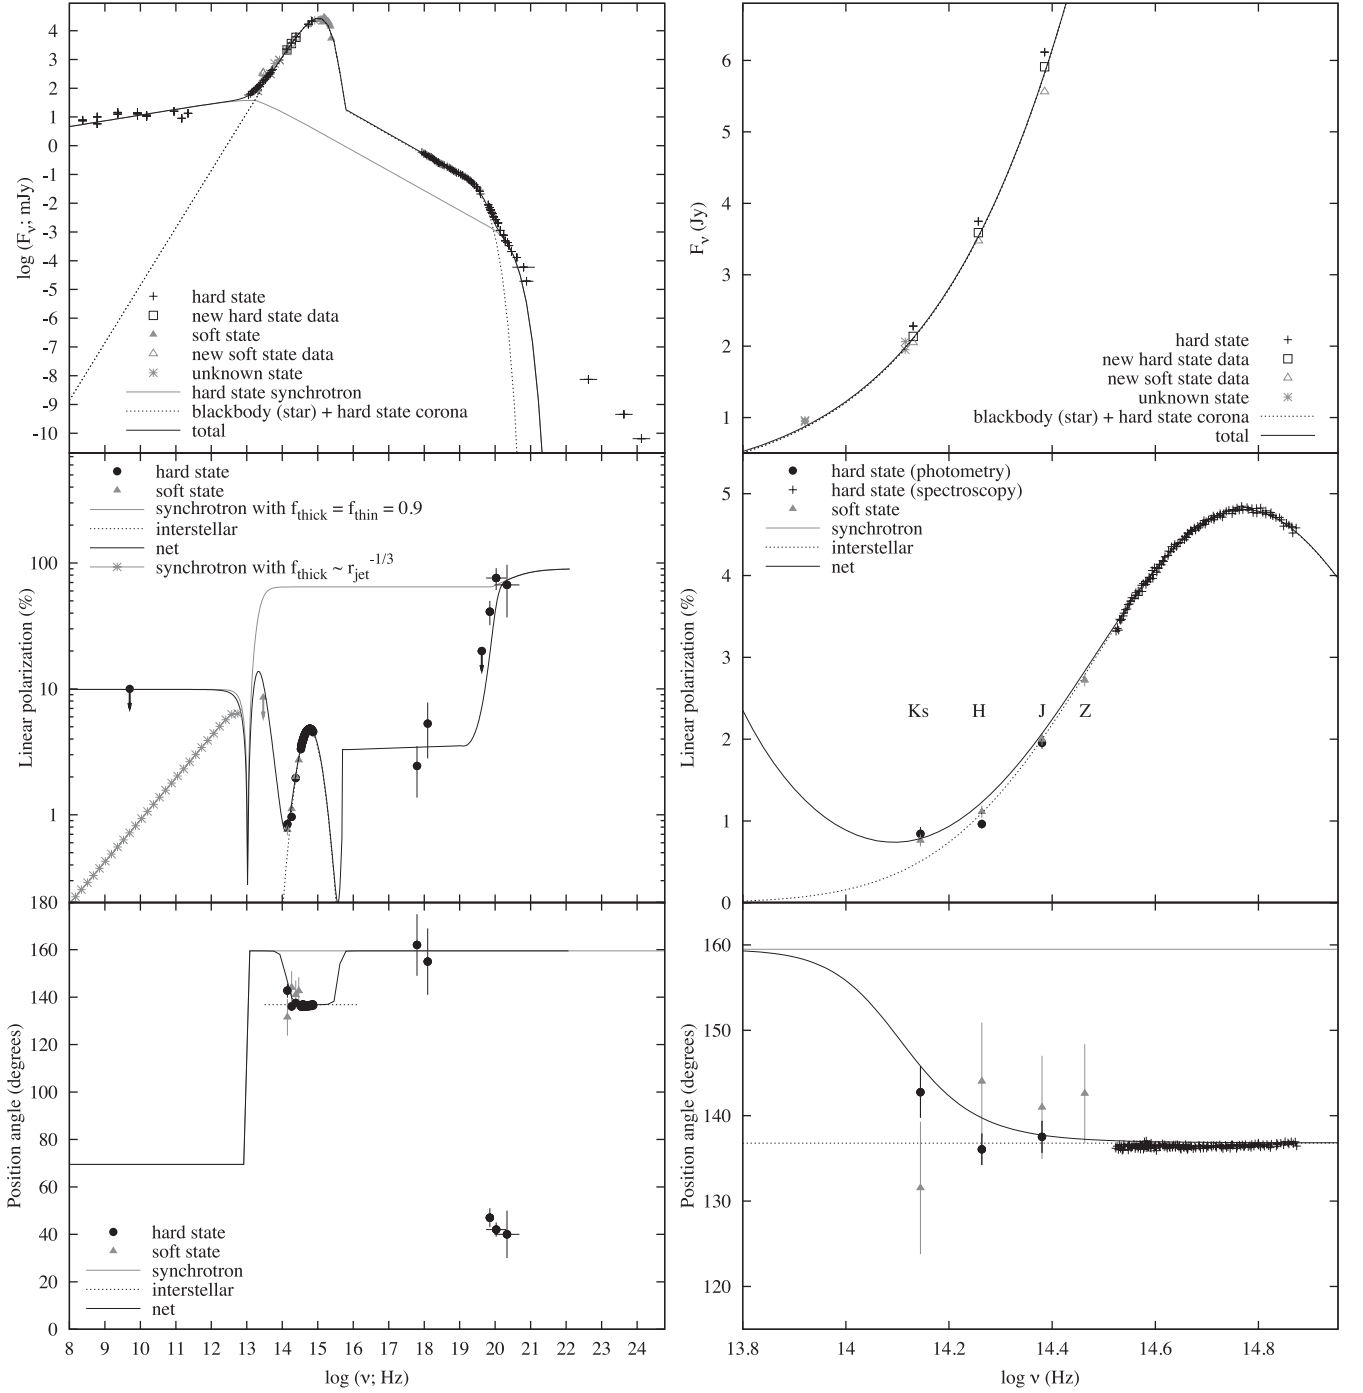 4
3
2
1
0
-1
-2
-3
-4
-5
-6
-7
-8
-9
-10
log (Fν; mJy)
hard state
new hard state data
soft state
new soft state data
unknown state
hard state synchrotron
blackbody (star) + hard state corona
total
6
5
4
3
2
1
Fν (Jy)
hard state
new hard state data
new soft state data
unknown state
blackbody (star) + hard state corona
total
hard state
soft state
synchrotron with fthick = fthin = 0.9
interstellar
net
synchrotron with fthick ~ rjet-1/3
100
10
1
Linear polarization (%)
hard state (photometry)
hard state (spectroscopy)
soft state
synchrotron
interstellar
net
5
4
3
2
1
0
Linear polarization (%)
Ks H J Z
180
160
140
120
100
80
60
40
20
0
Position angle (degrees)
hard state
soft state
synchrotron
interstellar
net
8 9 10 11 12 13 14 15 16 17 18 19 20 21 22 23 24
log (ν; Hz)
160
150
140
130
120
Position angle (degrees)
13.8 14 14.2 14.4 14.6 14.8
log ν (Hz)